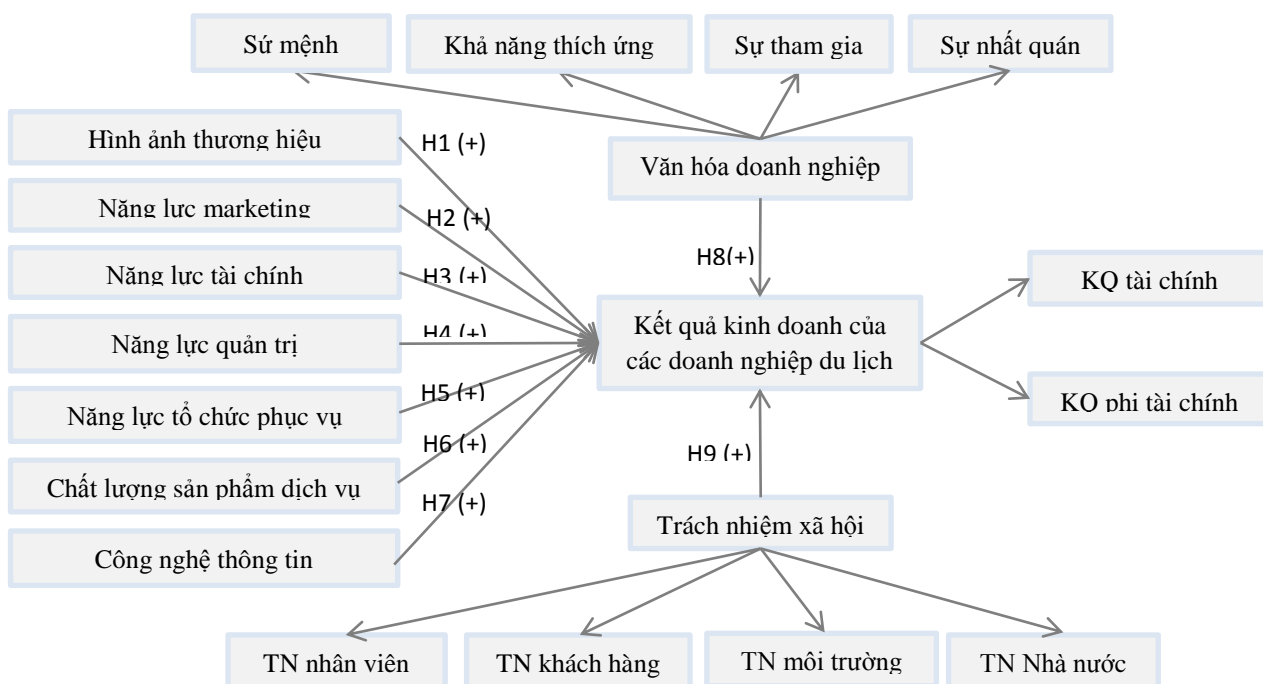 Sứ mệnh
Khả năng thích ứng
Sự tham gia
Sự nhất quán
Hình ảnh thương hiệu
H1 (+)
Văn hóa doanh nghiệp
Năng lực marketing
H2 (+)
H8(+)
Năng lực tài chính
H3 (+)
KQ tài chính
Năng lực quản trị
H4 (+)
Kết quả kinh doanh của
các doanh nghiệp du lịch
Năng lực tổ chức phục vụ
H5 (+)
KQ phi tài chính
Chất lượng sản phẩm dịch vụ
H6 (+)
H9 (+)
Công nghệ thông tin
H7 (+)
Trách nhiệm xã hội
TN nhân viên
TN khách hàng
TN môi trường
TN Nhà nước